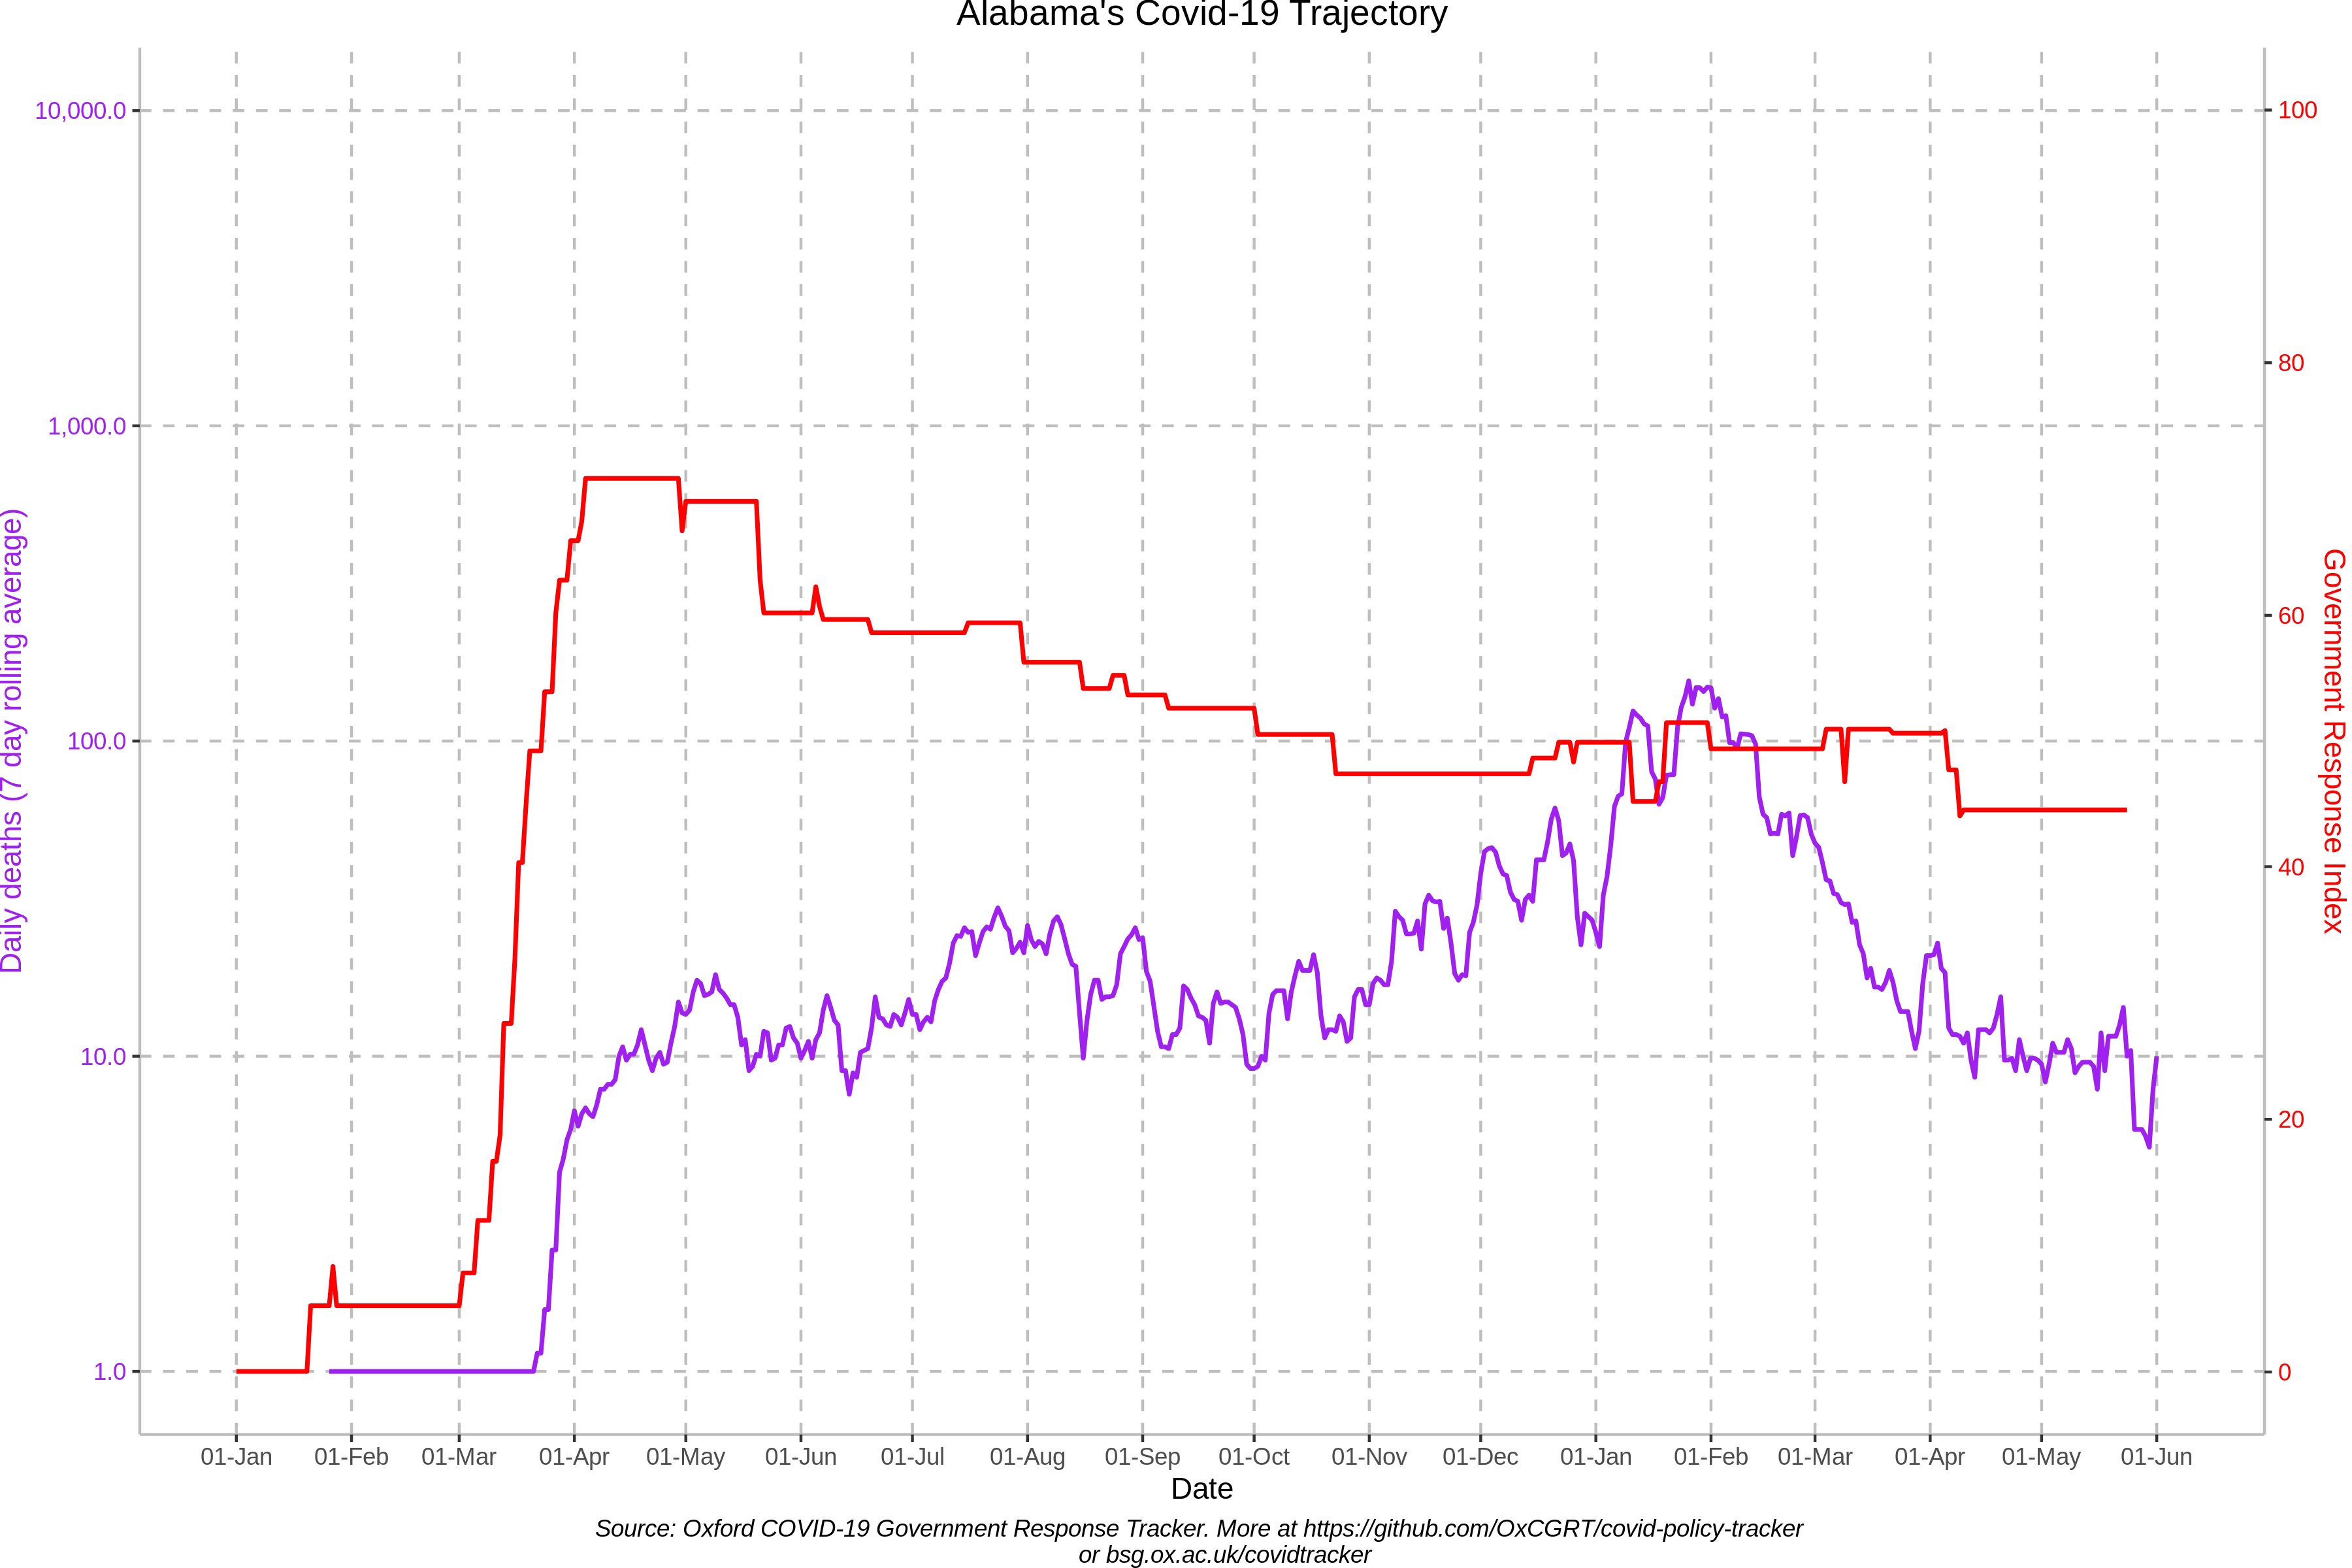 Alabama's Covid-19 Trajectory
10,000.0
1,000.0
100.0
10.0
1.0
Daily deaths (7 day rolling average)
100
80
60
40
20
0
Government Response Index
01-Jan 01-Feb 01-Mar 01-Apr 01-May 01-Jun 01-Jul 01-Aug 01-Sep 01-Oct 01-Nov 01-Dec 01-Jan 01-Feb 01-Mar 01-Apr 01-May 01-Jun
Date
Source: Oxford COVID-19 Government Response Tracker. More at https://github.com/OxCGRT/covid-policy-tracker
or bsg.ox.ac.uk/covidtracker